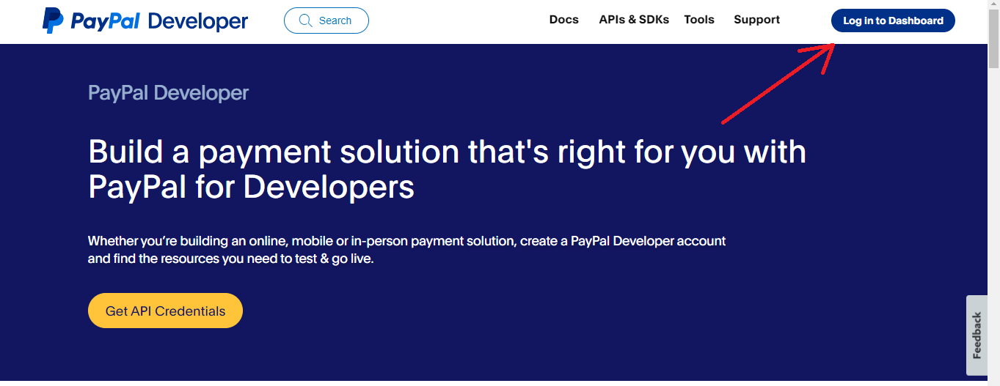 PayPal Developer
Search
Docs
APIs & SDKs
Tools
Support
Log in to Dashboard
PayPal Developer
Build a payment solution that's right for you with
PayPal for Developers
Whether you’re building an online, mobile or in-person payment solution, create a PayPal Developer account
and find the resources you need to test & go live.
Get API Credentials
Feedback